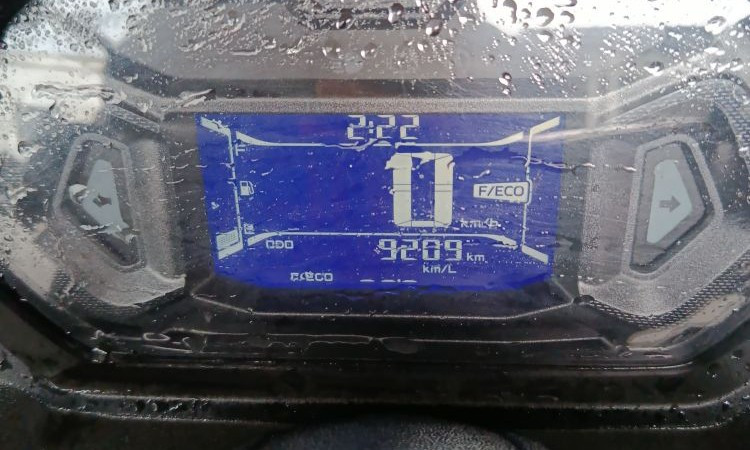 2:22
0 km/h F/ECO
ODO 9209 km
km/L
F/ECO --.-